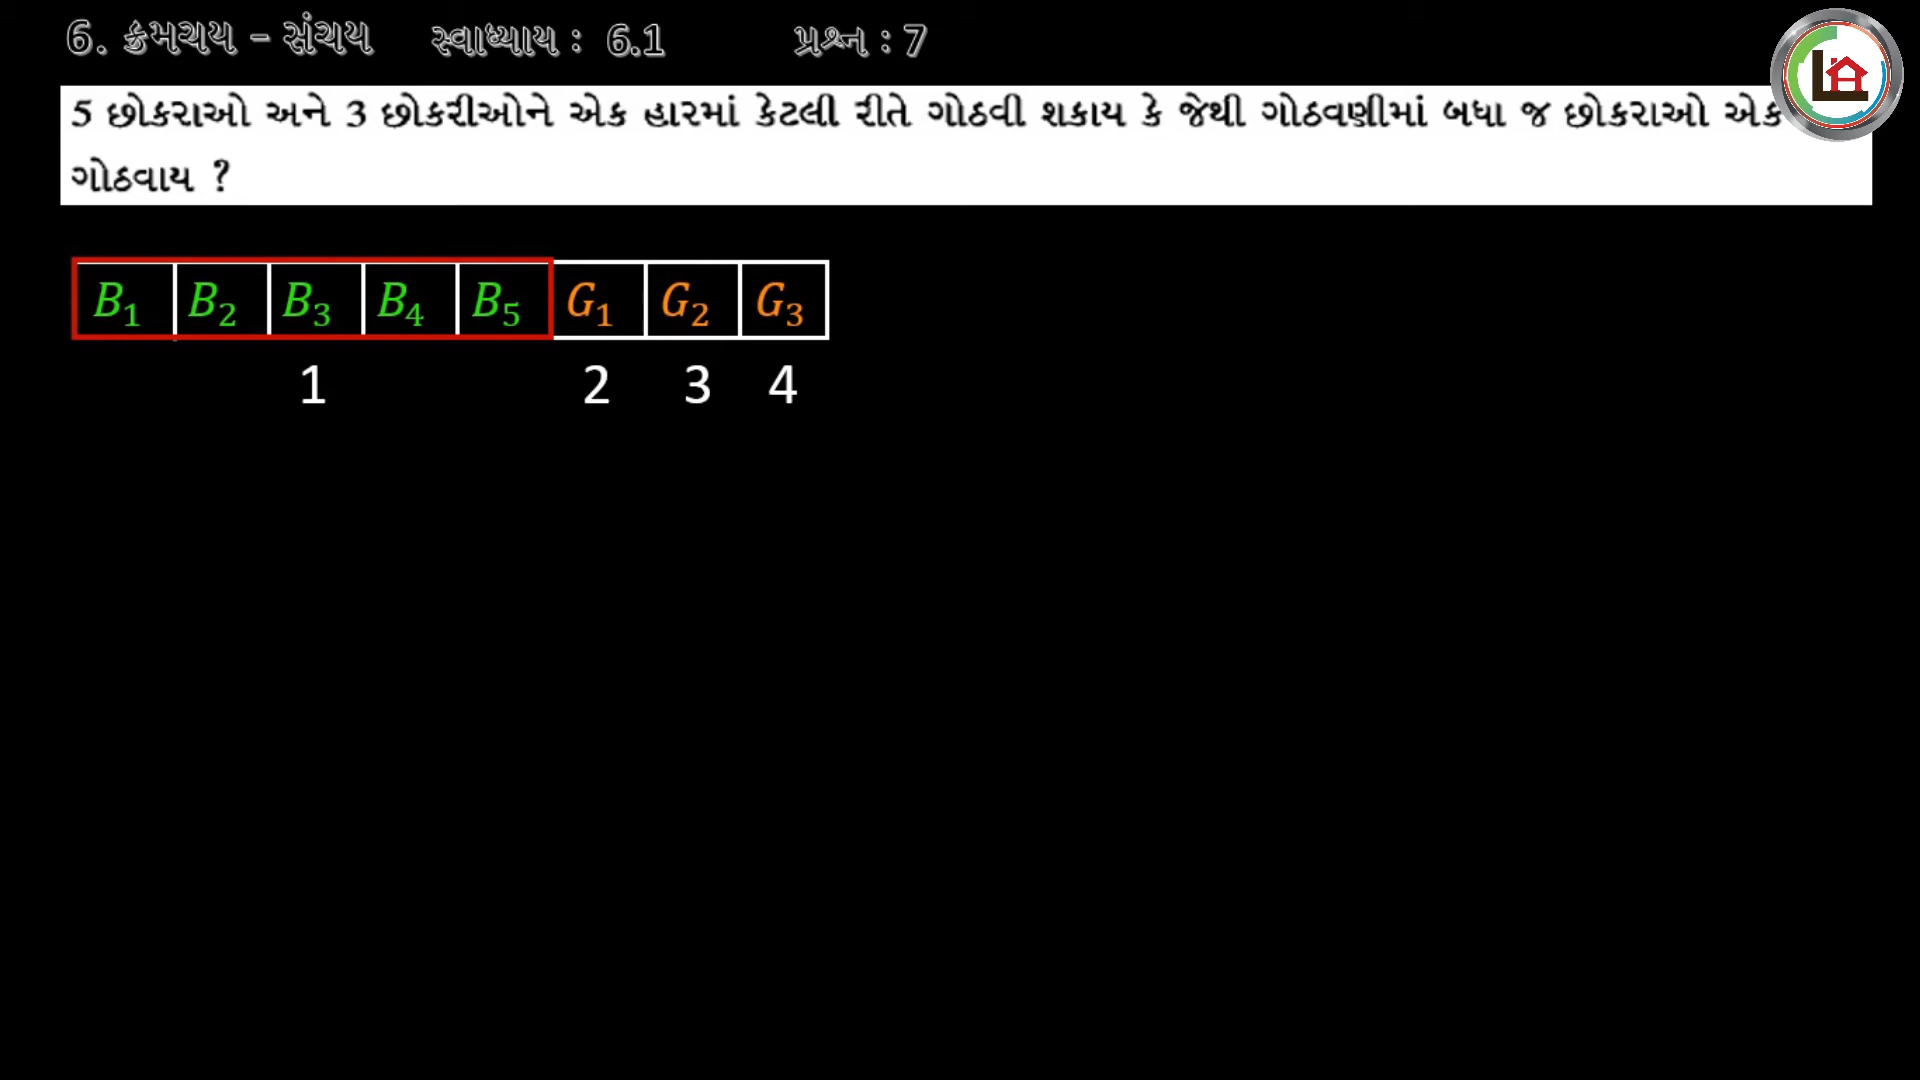 6. ક્રમચય – સંચય સ્વાધ્યાય : 6.1 પ્રશ્ન : 7
5 છોકરાઓ અને 3 છોકરીઓને એક હારમાં કેટલી રીતે ગોઠવી શકાય કે જેથી ગોઠવણીમાં બધા જ છોકરાઓ એક
ગોઠવાય ?
B₁ B₂ B₃ B₄ B₅ G₁ G₂ G₃
1 2 3 4